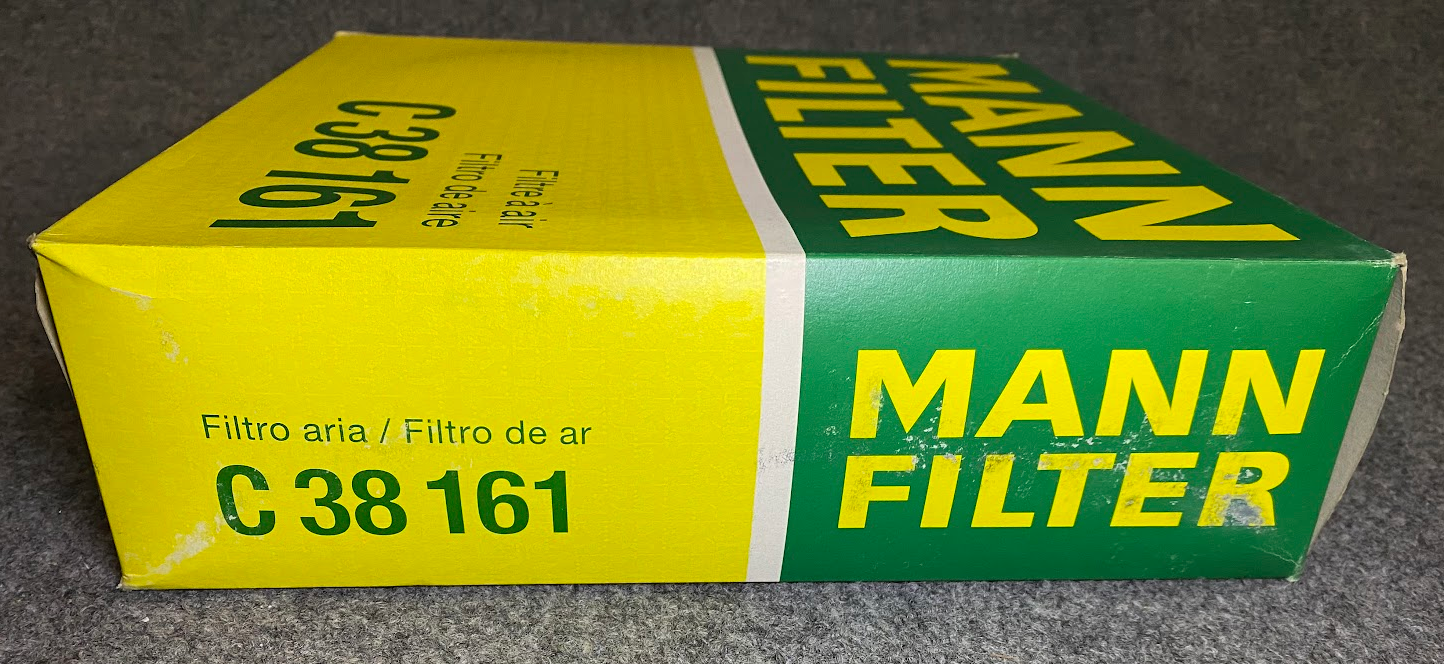 C 38 161
Filtre à air
Filtro de aire
MANN
FILTER
Filtro aria / Filtro de ar
C 38 161
MANN
FILTER